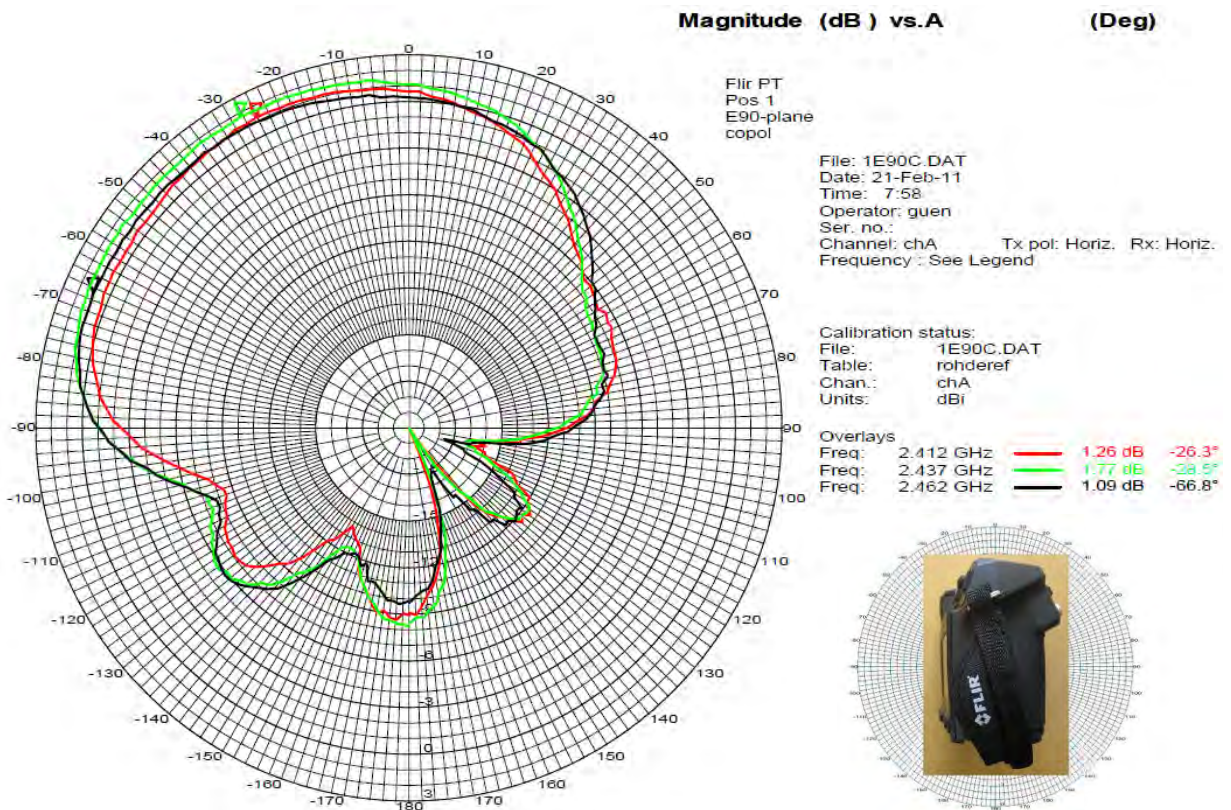 Magnitude (dB ) vs.A (Deg)
Flir PT
Pos 1
E90-plane
copol
File: 1E90C.DAT
Date: 21-Feb-11
Time: 7:58
Operator: guen
Ser. no.:
Channel: chA Tx pol: Horiz. Rx: Horiz.
Frequency : See Legend
Calibration status:
File: 1E90C.DAT
Table: rohderef
Chan.: chA
Units: dBi
Overlays
Freq: 2.412 GHz 1.26 dB -26.3°
Freq: 2.437 GHz 1.77 dB -28.5°
Freq: 2.462 GHz 1.09 dB -66.8°
0
10
20
30
40
50
60
70
80
90
100
110
120
130
140
150
160
170
180
-170
-160
-150
-140
-130
-120
-110
-100
-90
-80
-70
-60
-50
-40
-30
-20
-10
-6
-3
0
3
FLIR